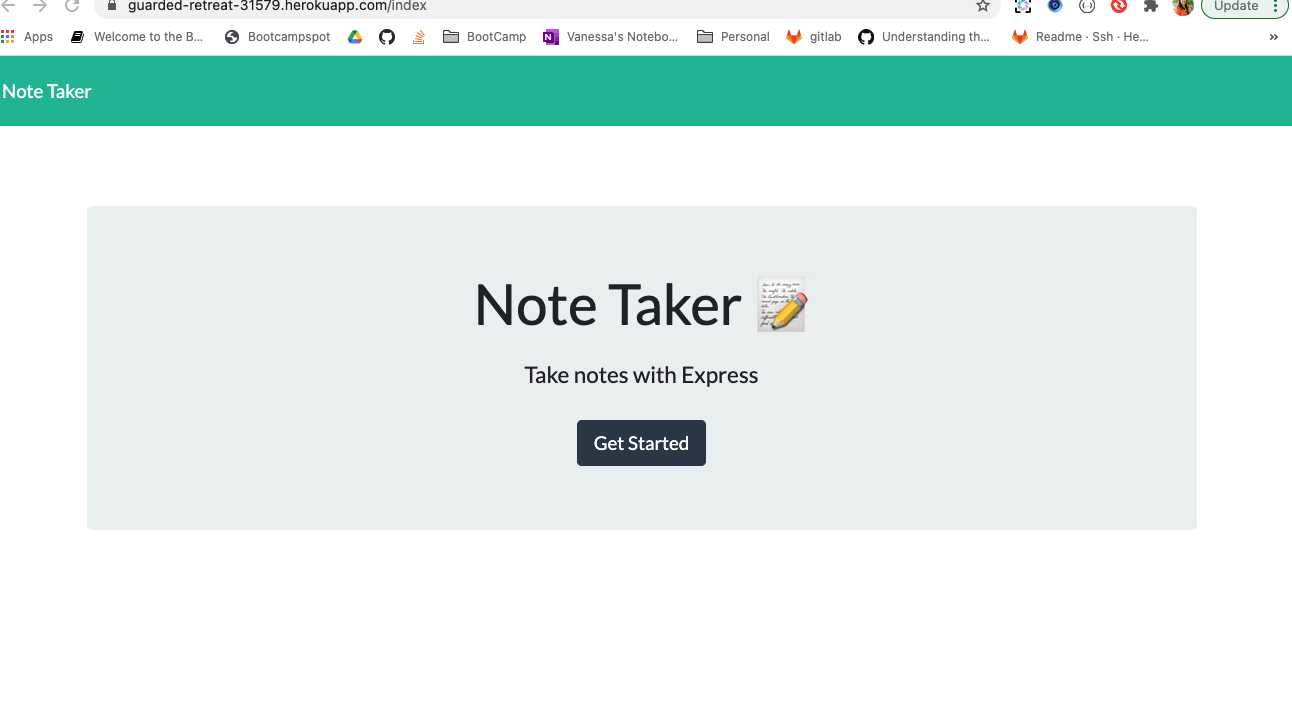 guarded-retreat-31579.herokuapp.com/index
Update
Apps
Welcome to the B...
Bootcampspot
BootCamp
Vanessa's Notebo...
Personal
gitlab
Understanding th...
Readme · Ssh · He...
»
Note Taker
Note Taker 📝
Take notes with Express
Get Started